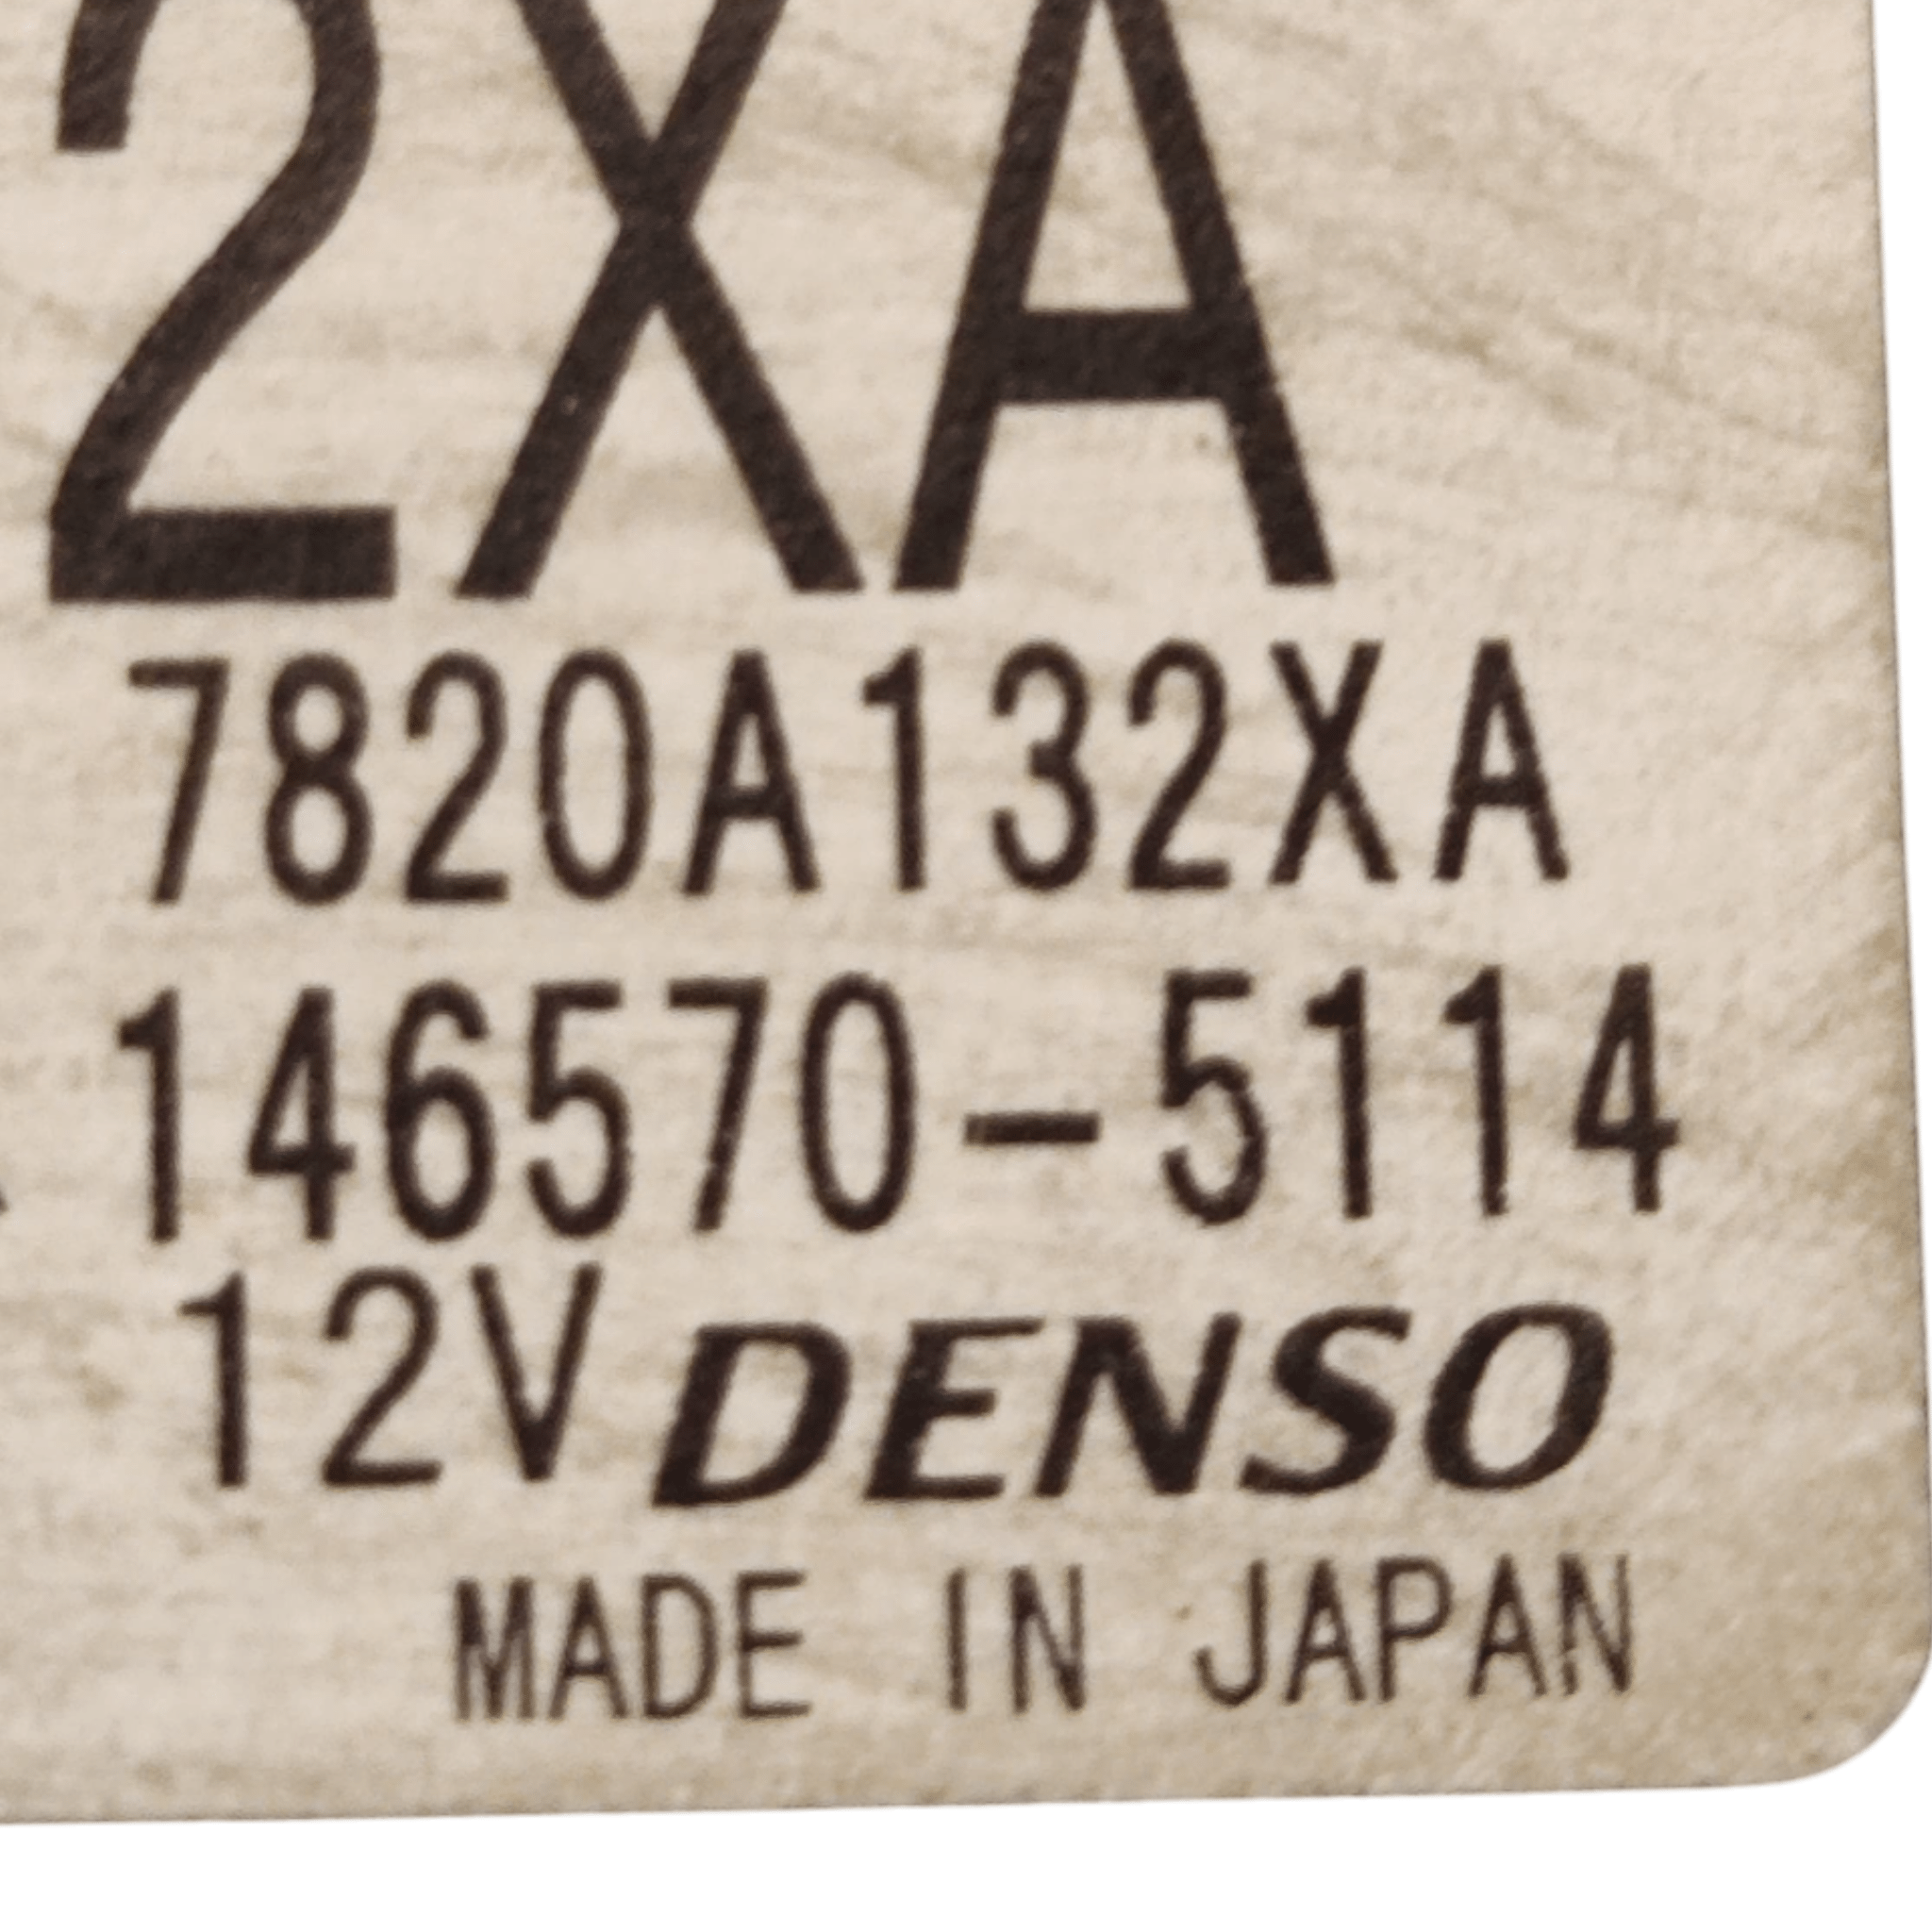 2XA
7820A132XA
146570-5114
12V DENSO
MADE IN JAPAN